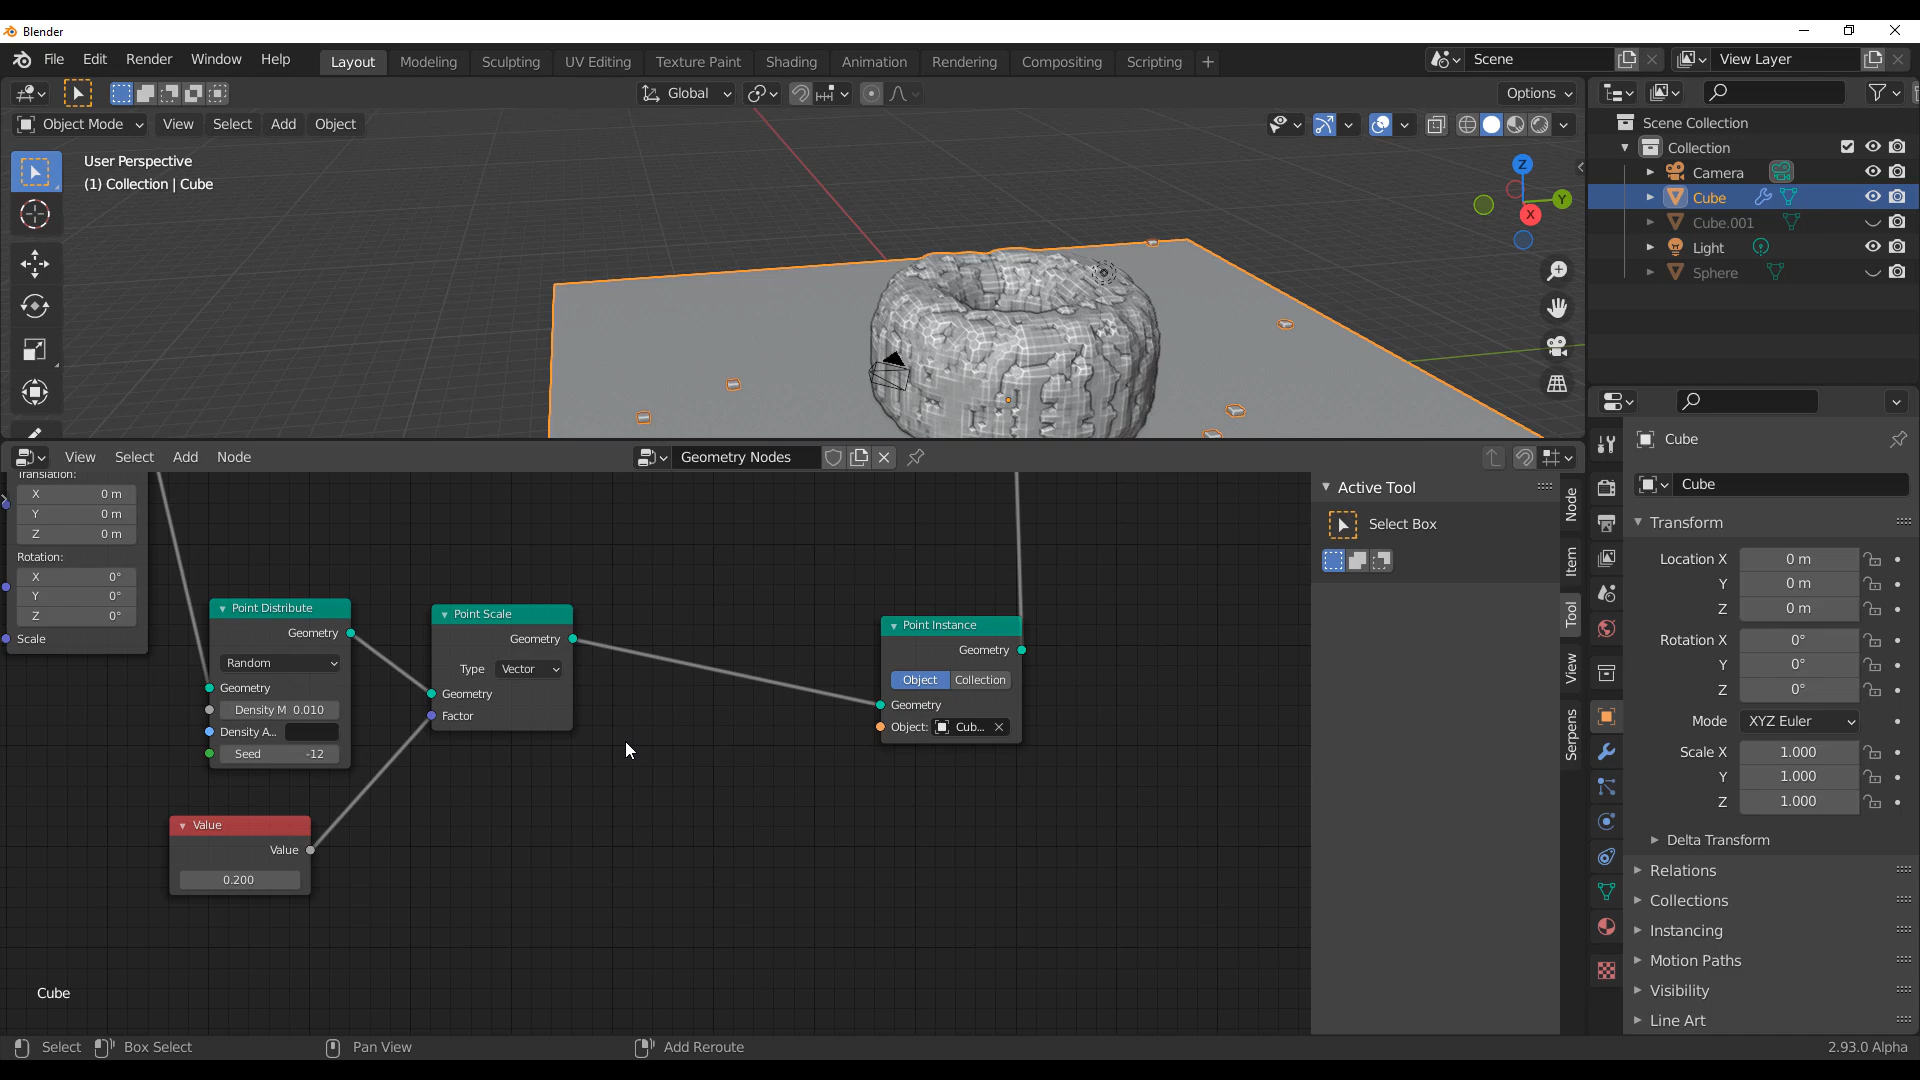 Blender
File Edit Render Window Help Layout Modeling Sculpting UV Editing Texture Paint Shading Animation Rendering Compositing Scripting + Scene View Layer
Global Options
Object Mode View Select Add Object
User Perspective
(1) Collection | Cube
Z
Y
X
Scene Collection
Collection
Camera
Cube
Cube.001
Light
Sphere
View Select Add Node Geometry Nodes
Translation:
X 0 m
Y 0 m
Z 0 m
Rotation:
X 0°
Y 0°
Z 0°
Scale
Point Distribute
Geometry
Random
Geometry
Density M 0.010
Density A...
Seed -12
Point Scale
Geometry
Type Vector
Geometry
Factor
Value
Value
0.200
Point Instance
Geometry
Object Collection
Geometry
Object: Cub...
Cube
Active Tool
Select Box
Node
Item
Tool
View
Serpens
Cube
Cube
Transform
Location X 0 m
Y 0 m
Z 0 m
Rotation X 0°
Y 0°
Z 0°
Mode XYZ Euler
Scale X 1.000
Y 1.000
Z 1.000
Delta Transform
Relations
Collections
Instancing
Motion Paths
Visibility
Line Art
Select Box Select Pan View Add Reroute 2.93.0 Alpha